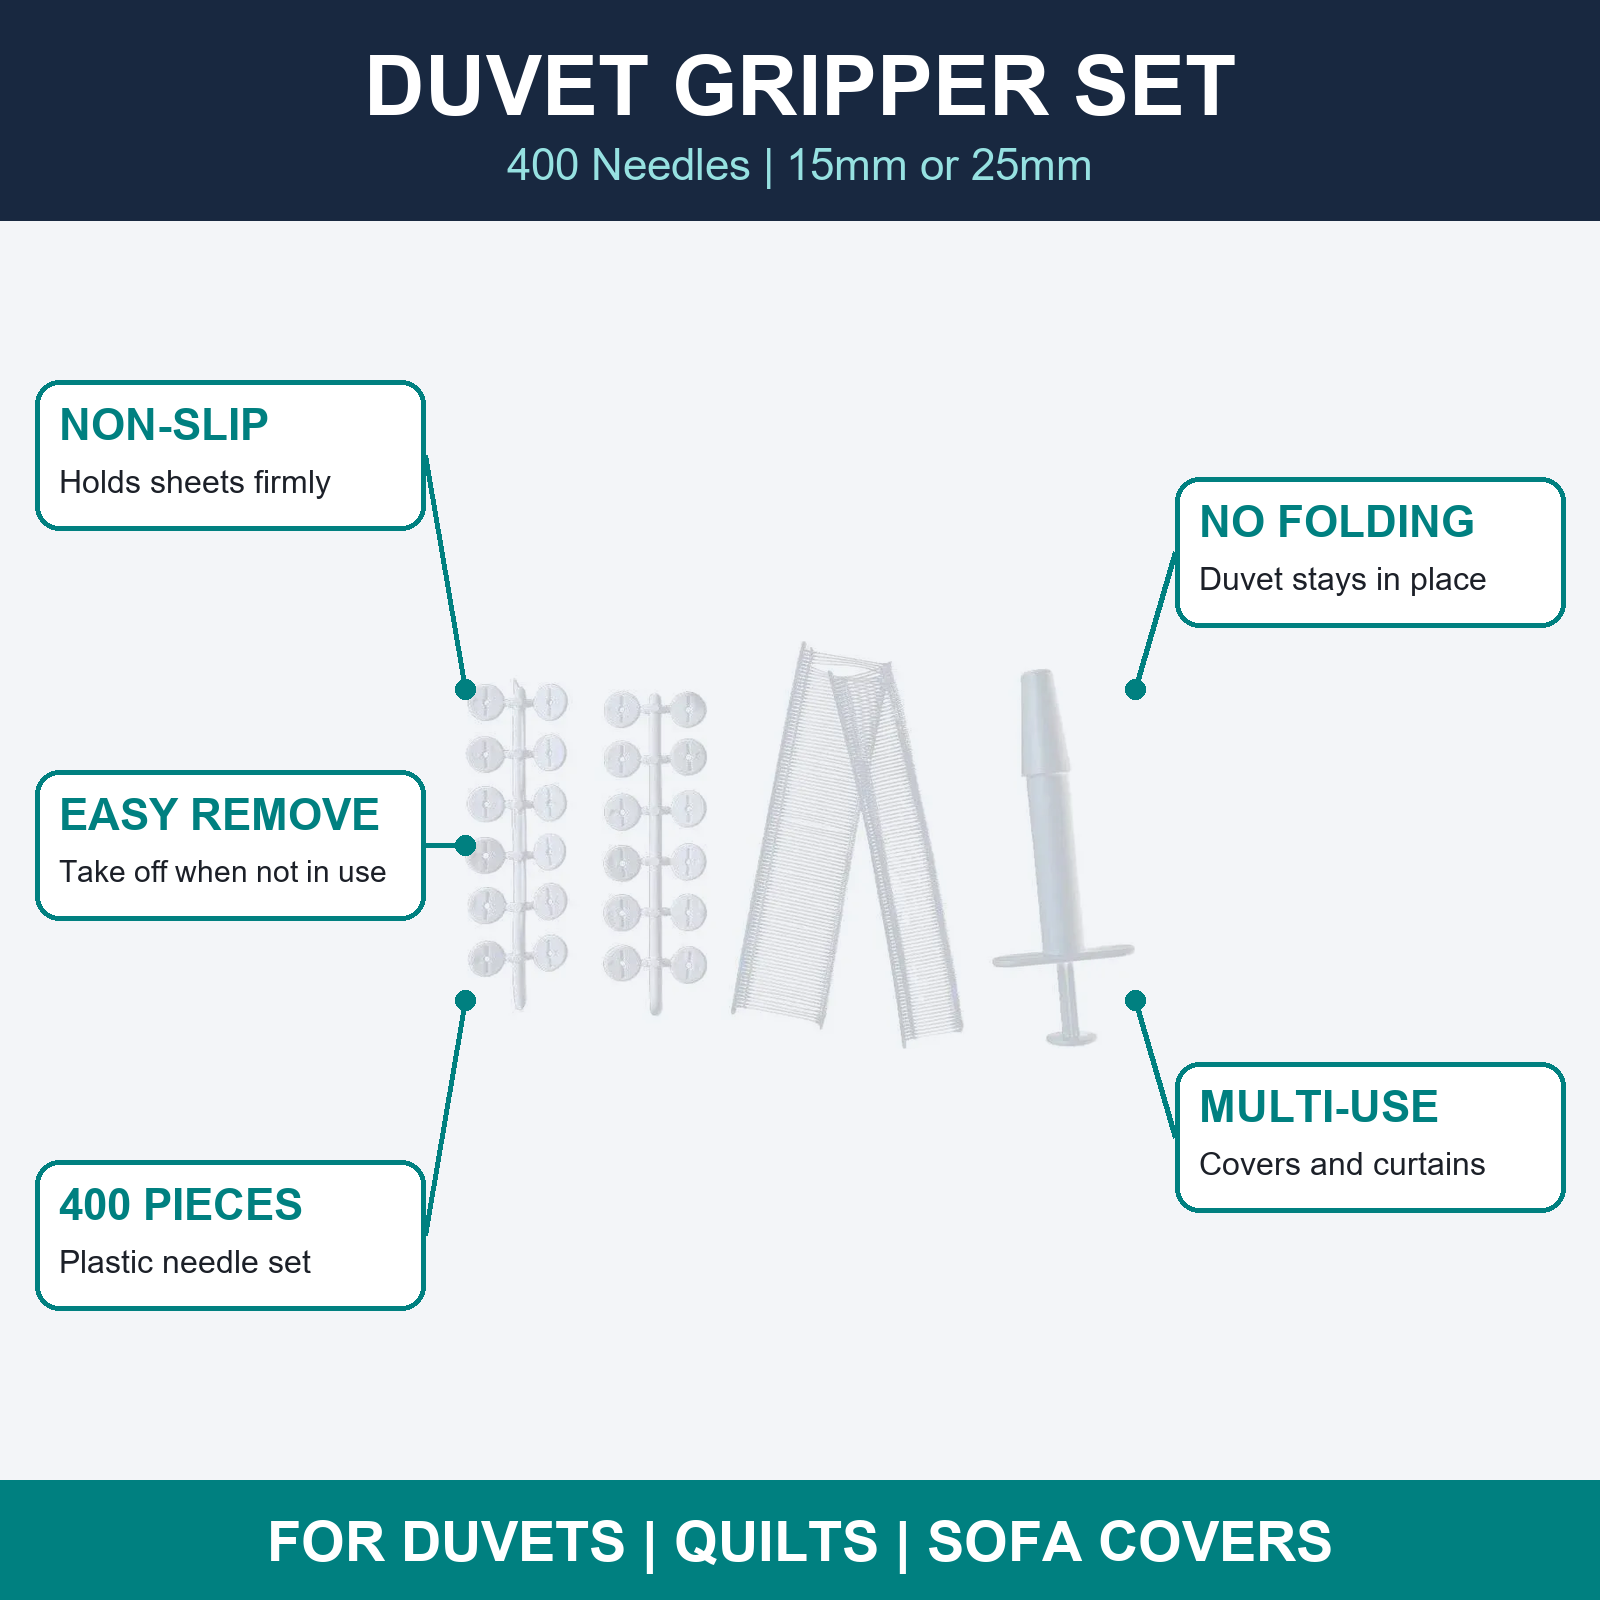 DUVET GRIPPER SET
400 Needles | 15mm or 25mm
NON-SLIP
Holds sheets firmly
NO FOLDING
Duvet stays in place
EASY REMOVE
Take off when not in use
400 PIECES
Plastic needle set
MULTI-USE
Covers and curtains
FOR DUVETS | QUILTS | SOFA COVERS